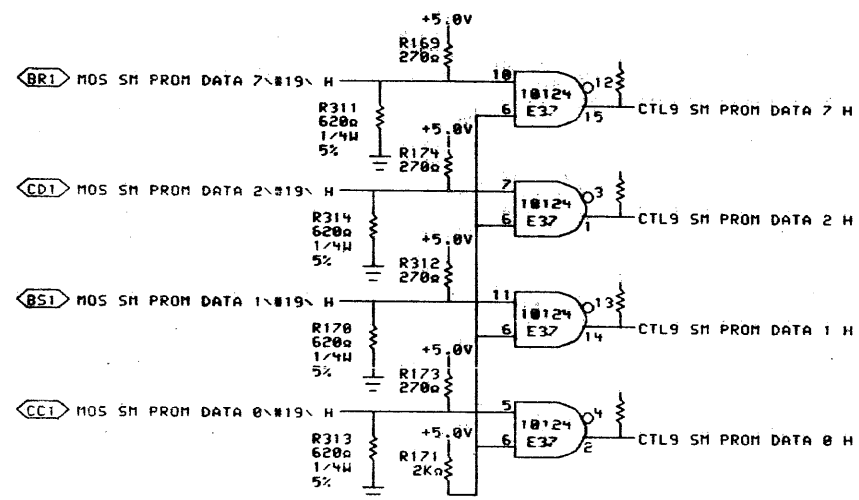 +5.0V
R169
270Ω
BR1 MOS SM PROM DATA 7\#19\ H
10
10124
E37
12
6
15
CTL9 SM PROM DATA 7 H
R311
620Ω
1/4W
5%
+5.0V
R174
270Ω
CD1 MOS SM PROM DATA 2\#19\ H
7
10124
E37
3
6
1
CTL9 SM PROM DATA 2 H
R314
620Ω
1/4W
5%
+5.0V
R312
270Ω
BS1 MOS SM PROM DATA 1\#19\ H
11
10124
E37
13
6
14
CTL9 SM PROM DATA 1 H
R170
620Ω
1/4W
5%
+5.0V
R173
270Ω
CC1 MOS SM PROM DATA 0\#19\ H
5
10124
E37
4
6
2
CTL9 SM PROM DATA 0 H
R313
620Ω
1/4W
5%
+5.0V
R171
2KΩ